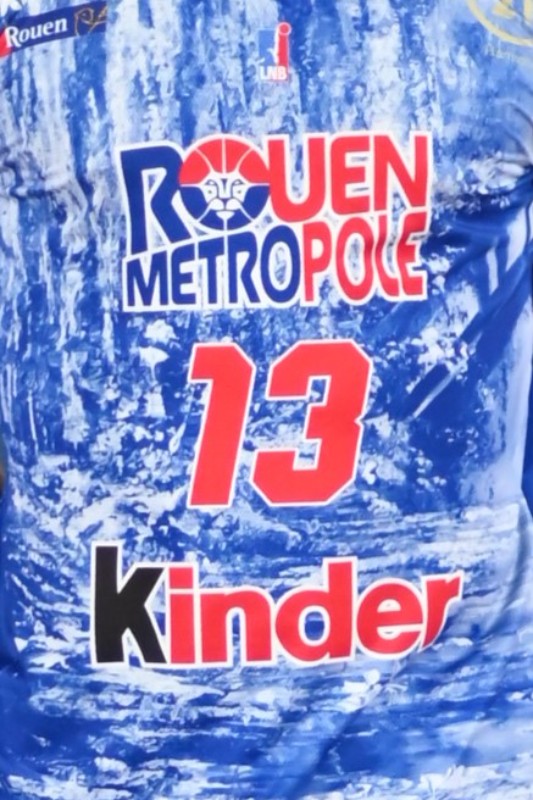 Rouen
LNB
ROUEN
METROPOLE
13
Kinder